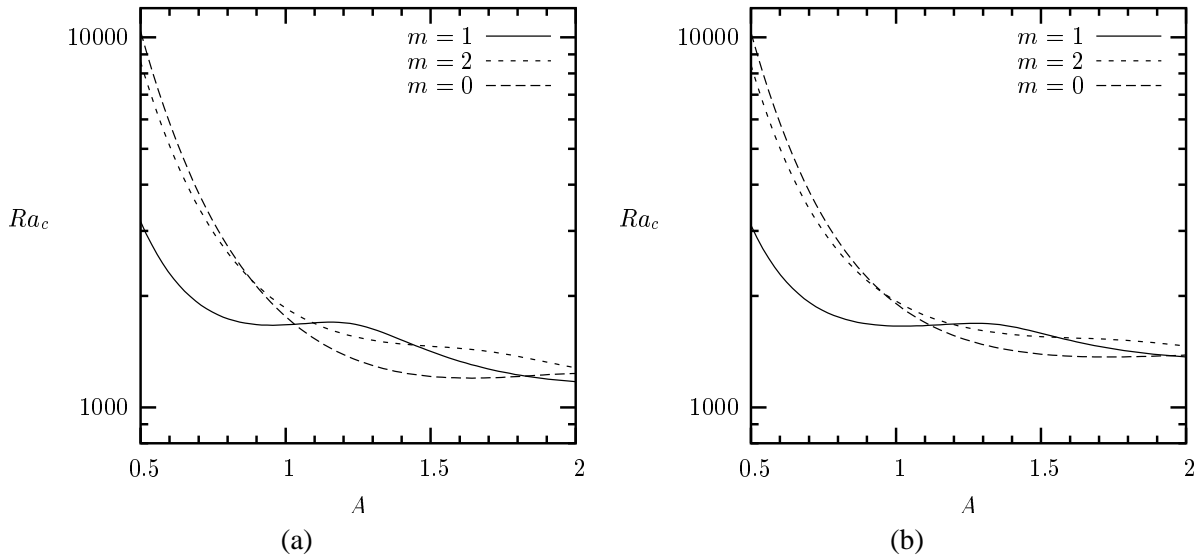 10000
m = 1
m = 2
m = 0
Ra_c
1000
0.5
1
1.5
2
A
(a)
10000
m = 1
m = 2
m = 0
Ra_c
1000
0.5
1
1.5
2
A
(b)